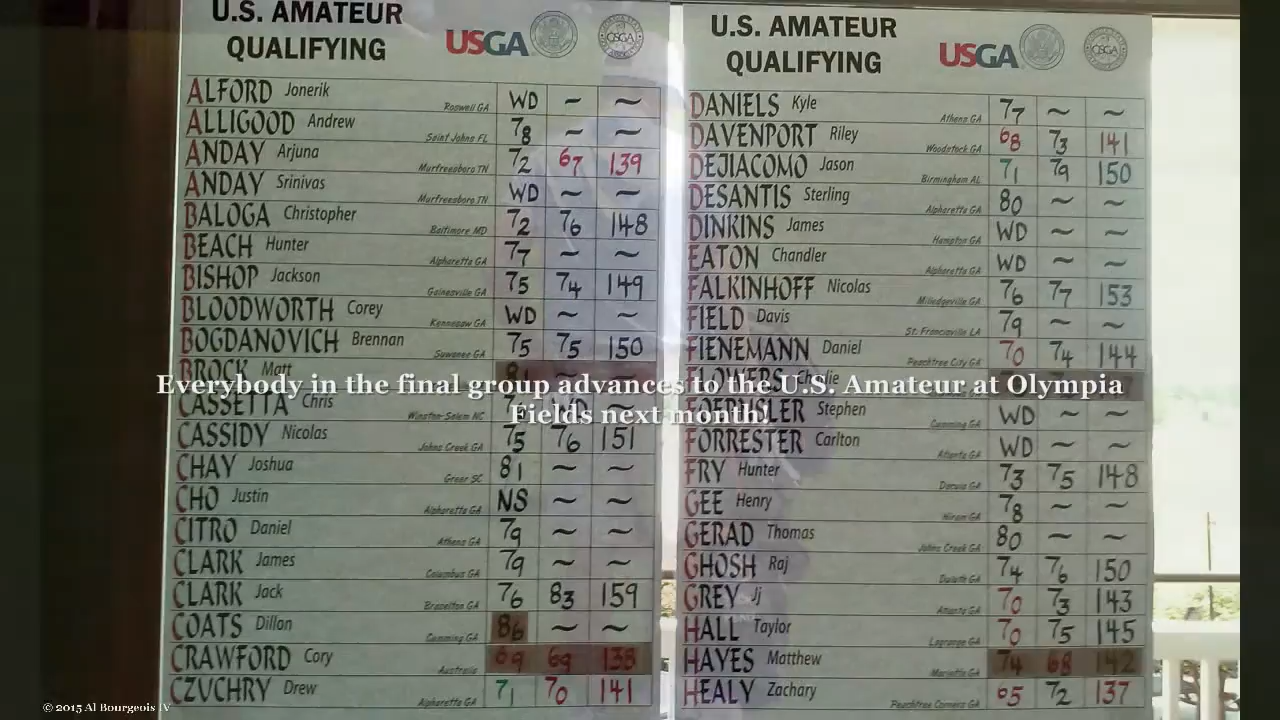 U.S. AMATEUR
QUALIFYING
USGA
ALFORD Jonerik Roswell GA WD ~ ~
ALLIGOOD Andrew Saint Johns FL 78 ~ ~
ANDAY Arjuna Murfreesboro TN 72 67 139
ANDAY Srinivas Murfreesboro TN WD ~ ~
BALOGA Christopher Baltimore MD 72 76 148
BEACH Hunter Alpharetta GA 77 ~ ~
BISHOP Jackson Gainesville GA 75 74 149
BLOODWORTH Corey Kennesaw GA WD ~ ~
BOGDANOVICH Brennan Suwanee GA 75 75 150
BROCK Matt 81
CASSETTA Chris Winston-Salem NC WD
CASSIDY Nicolas Johns Creek GA 75 76 151
CHAY Joshua Greer SC 81 ~ ~
CHO Justin Alpharetta GA NS ~ ~
CITRO Daniel Athens GA 79 ~ ~
CLARK James Columbus GA 79 ~ ~
CLARK Jack Braselton GA 76 83 159
COATS Dillon Cumming GA 86 ~ ~
CRAWFORD Cory Australia 69 69 138
CZUCHRY Drew Alpharetta GA 71 70 141
U.S. AMATEUR
QUALIFYING
USGA
DANIELS Kyle Athens GA 77 ~ ~
DAVENPORT Riley Woodstock GA 68 73 141
DEJIACOMO Jason Birmingham AL 71 79 150
DESANTIS Sterling Alpharetta GA 80 ~ ~
DINKINS James Hampton GA WD ~ ~
EATON Chandler Alpharetta GA WD ~ ~
FALKINHOFF Nicolas Milledgeville GA 76 77 153
FIELD Davis St. Francisville LA 79 ~ ~
FIENEMANN Daniel Peachtree City GA 70 74 144
FLOWERS Charlie
Stephen Cumming GA WD ~ ~
FORRESTER Carlton Atlanta GA WD ~ ~
FRY Hunter Dacula GA 73 75 148
GEE Henry Hiram GA 78 ~ ~
GERAD Thomas Johns Creek GA 80 ~ ~
GHOSH Raj Duluth GA 74 76 150
GREY Jj Atlanta GA 70 73 143
HALL Taylor Lagrange GA 70 75 145
HAYES Matthew Marietta GA 74 68 142
HEALY Zachary Peachtree Corners GA 65 72 137
Everybody in the final group advances to the U.S. Amateur at Olympia
Fields next month!
© 2015 Al Bourgeois IV